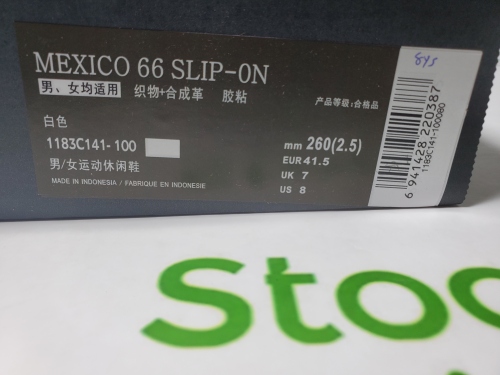 MEXICO 66 SLIP-ON
男、女均适用 织物+合成革 胶粘
产品等级:合格品
白色
1183C141-100
mm 260(2.5)
EUR 41.5
UK 7
US 8
男/女运动休闲鞋
MADE IN INDONESIA / FABRIQUE EN INDONESIE
6 941428 220387
1183C141-100080
Stoc